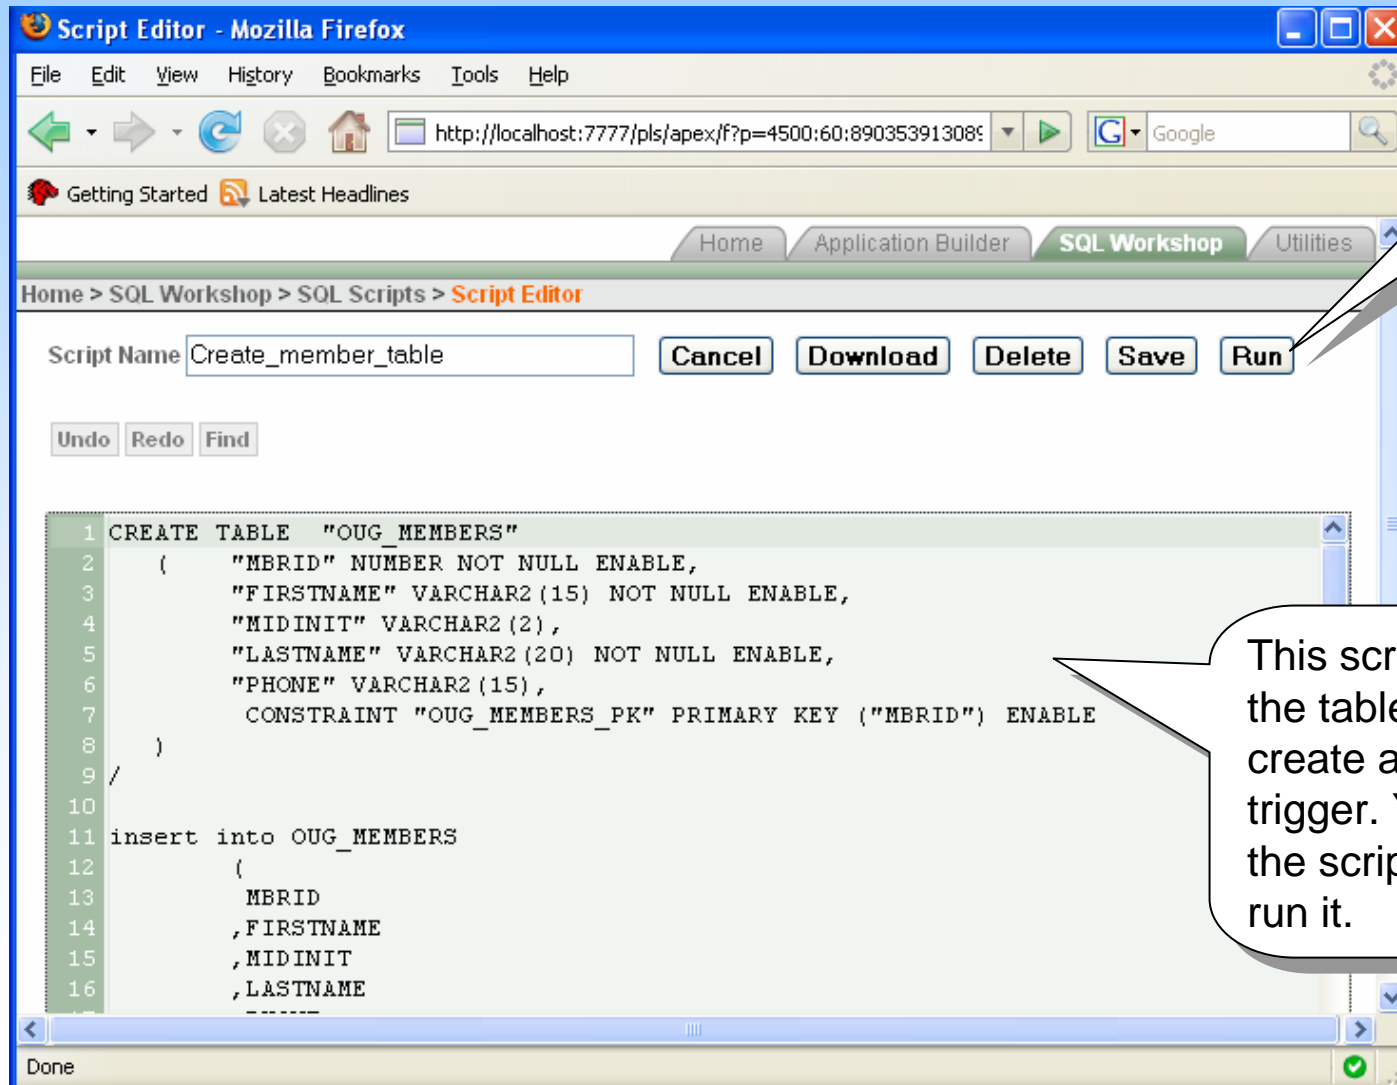 Script Editor - Mozilla Firefox
File Edit View History Bookmarks Tools Help
http://localhost:7777/pls/apex/f?p=4500:60:890353913089 G Google
Getting Started Latest Headlines
Home Application Builder SQL Workshop Utilities
Home > SQL Workshop > SQL Scripts > Script Editor
Script Name Create_member_table Cancel Download Delete Save Run
Undo Redo Find
1 CREATE TABLE "OUG_MEMBERS"
2 ( "MBRID" NUMBER NOT NULL ENABLE,
3 "FIRSTNAME" VARCHAR2(15) NOT NULL ENABLE,
4 "MIDINIT" VARCHAR2(2),
5 "LASTNAME" VARCHAR2(20) NOT NULL ENABLE,
6 "PHONE" VARCHAR2(15),
7 CONSTRAINT "OUG_MEMBERS_PK" PRIMARY KEY ("MBRID") ENABLE
8 )
9 /
10
11 insert into OUG_MEMBERS
12 (
13 MBRID
14 ,FIRSTNAME
15 ,MIDINIT
16 ,LASTNAME
This scr
the table
create a
trigger.
the scrip
run it.
Done